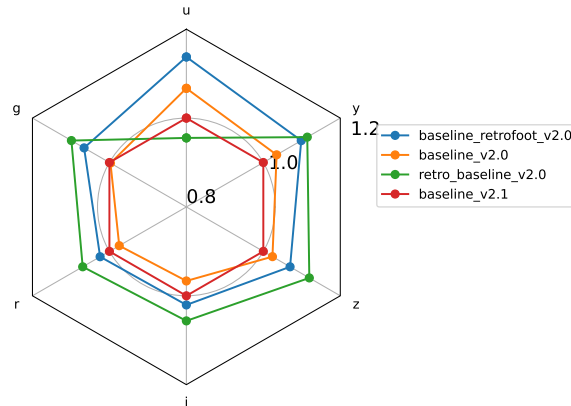 u
g
y
1.2
1.0
0.8
r
z
i
baseline_retrofoot_v2.0
baseline_v2.0
retro_baseline_v2.0
baseline_v2.1